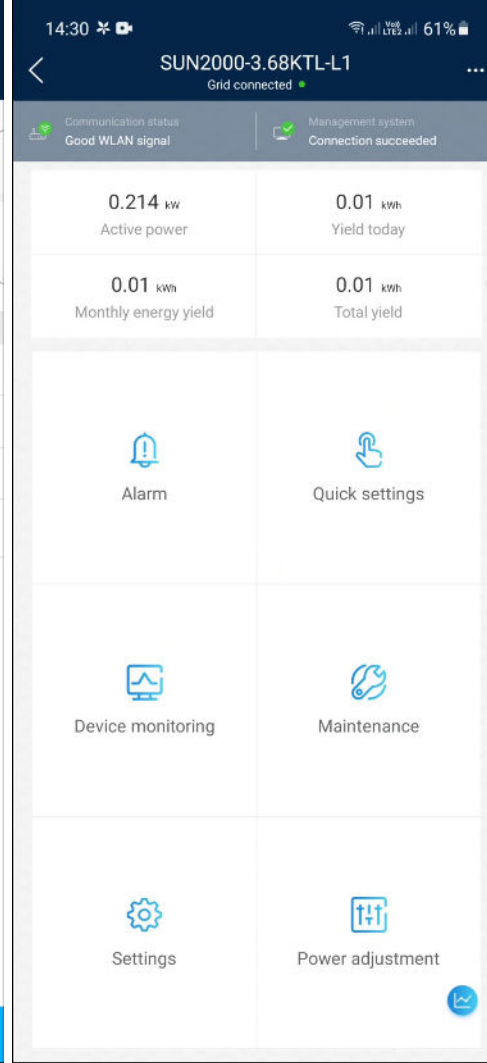 14:30 61%
SUN2000-3.68KTL-L1
Grid connected
Communication status
Good WLAN signal
Management system
Connection succeeded
0.214 kW
Active power
0.01 kWh
Yield today
0.01 kWh
Monthly energy yield
0.01 kWh
Total yield
Alarm
Quick settings
Device monitoring
Maintenance
Settings
Power adjustment